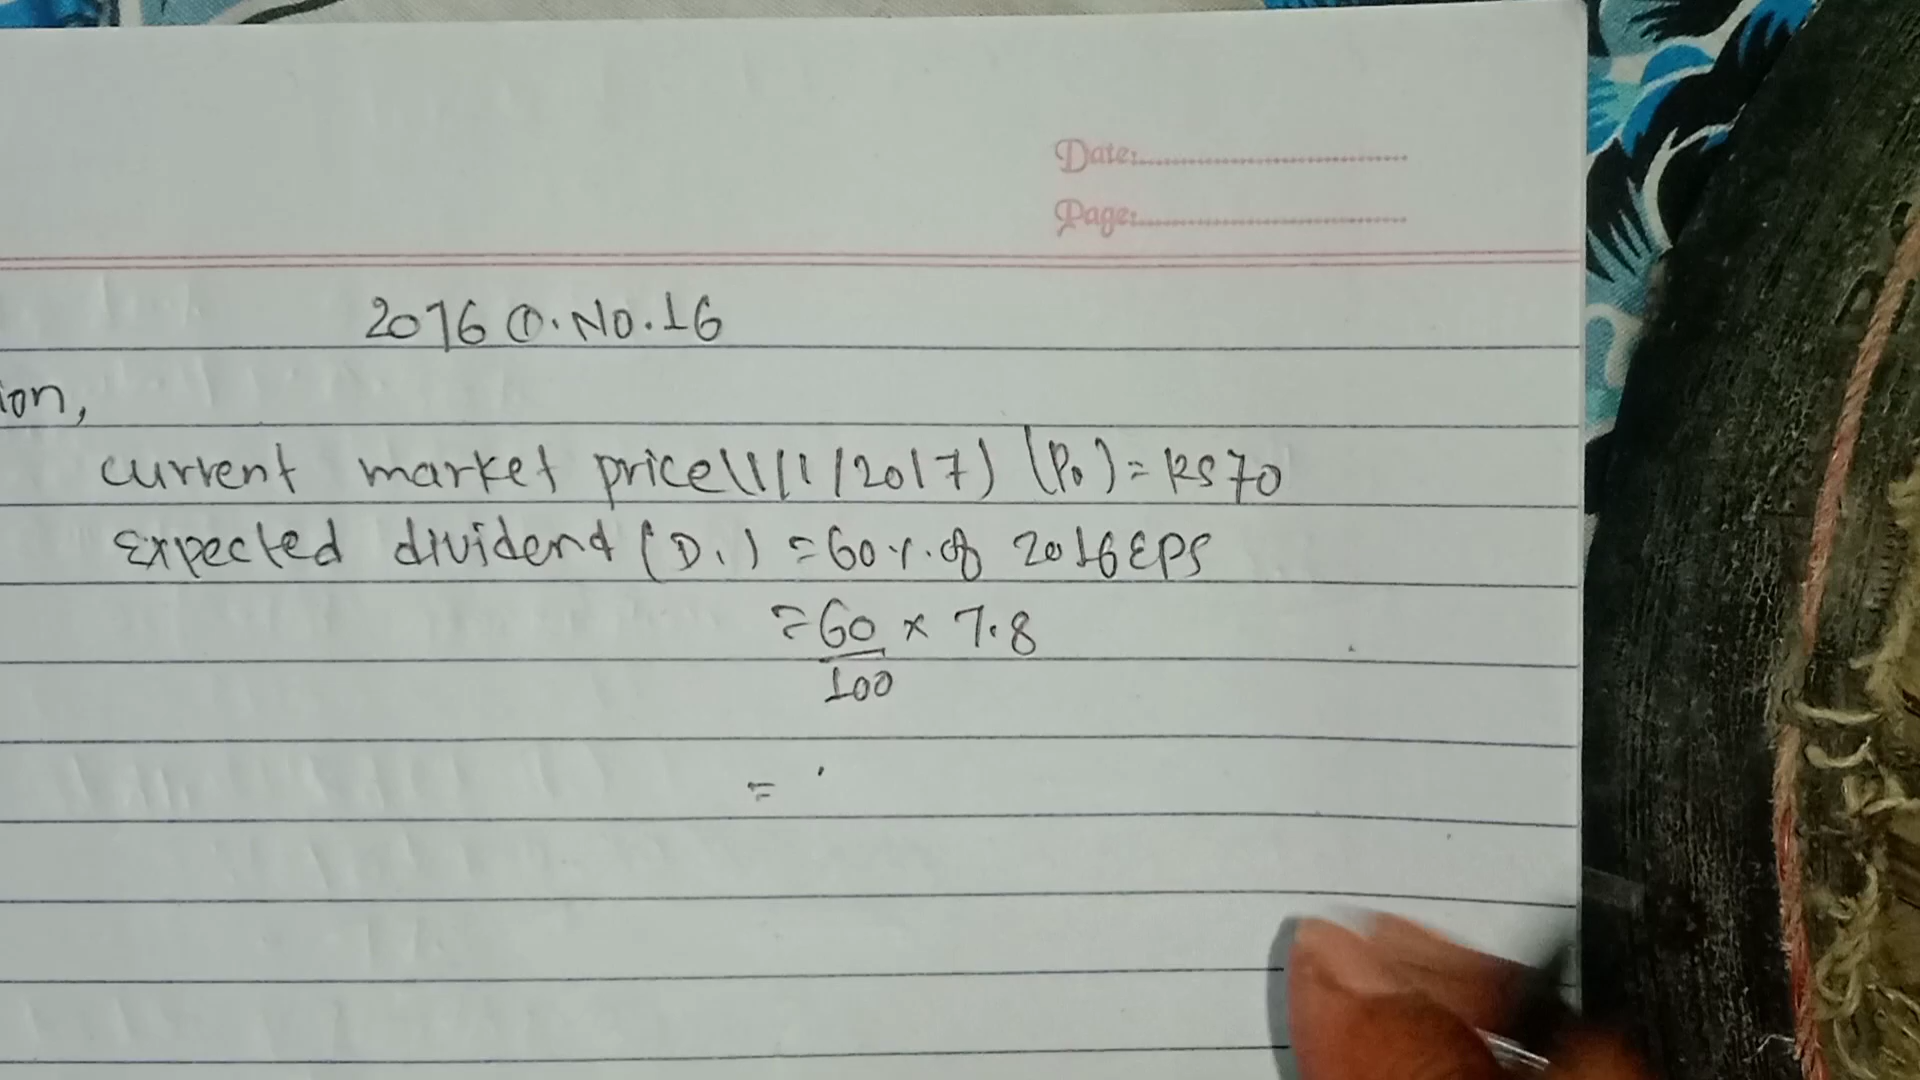 Date:
Page:
2076 Q.No.16
ion,
current market price(1/1/2017) (P0) = RS70
Expected dividend (D1) = 60% of 2016 EPS
= 60 × 7.8
100
=